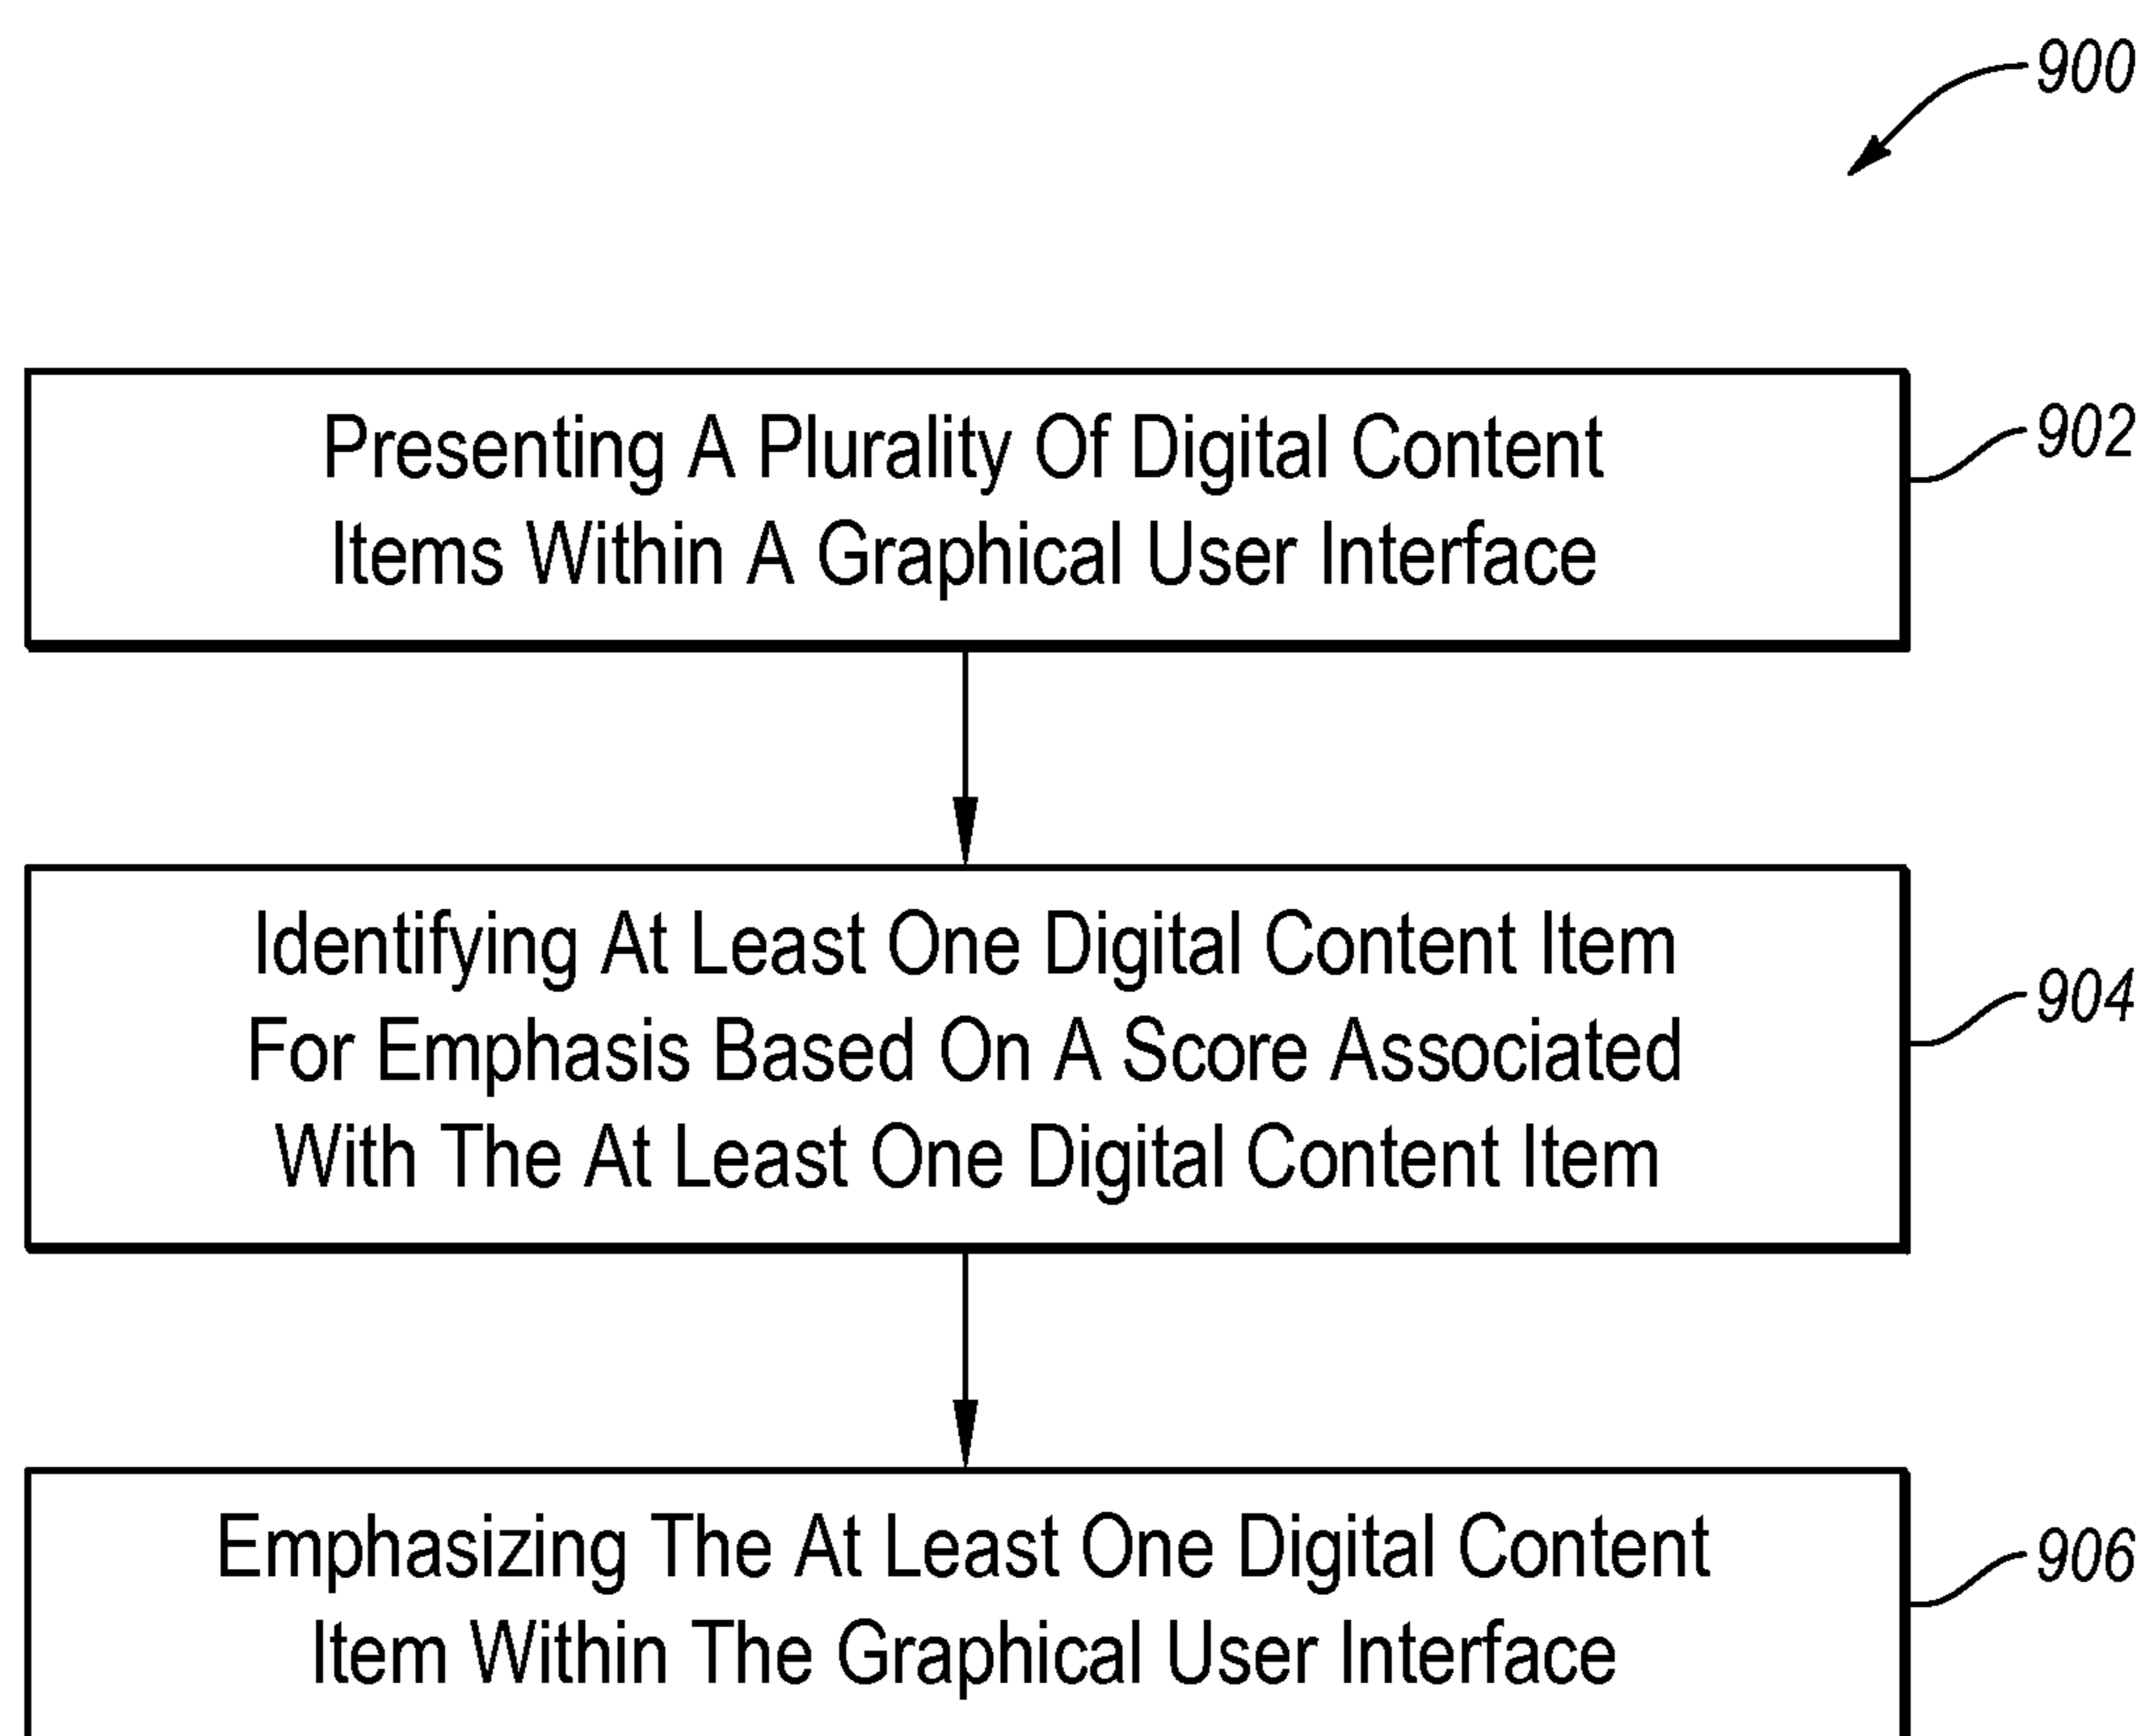 900
Presenting A Plurality Of Digital Content
Items Within A Graphical User Interface
902
Identifying At Least One Digital Content Item
For Emphasis Based On A Score Associated
With The At Least One Digital Content Item
904
Emphasizing The At Least One Digital Content
Item Within The Graphical User Interface
906